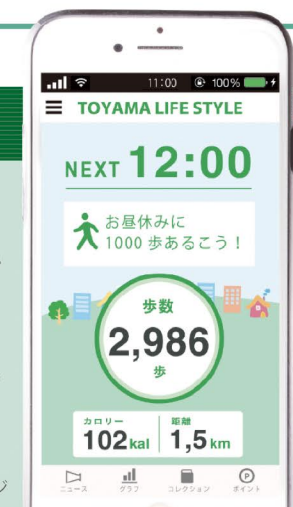 11:00 100%
TOYAMA LIFE STYLE
NEXT 12:00
お昼休みに
1000 歩あるこう！
歩数
2,986
歩
カロリー 距離
102kal 1,5km
ニュース グラフ コレクション ポイント
P
ジ